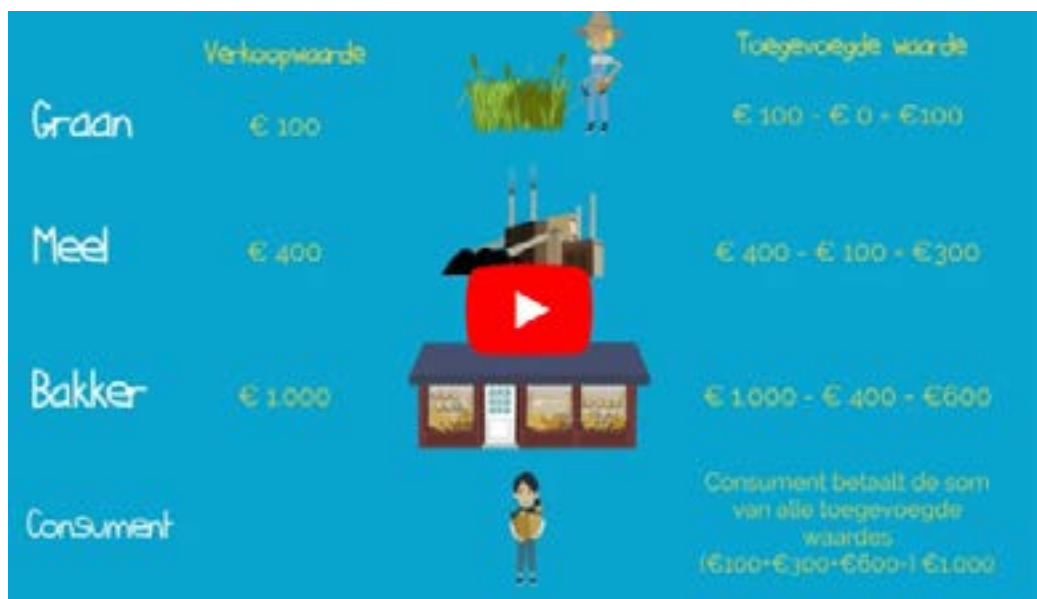 Verkoopwaarde
Toegevoegde waarde
Graan
€ 100
€ 100 - € 0 = €100
Meel
€ 400
€ 400 - € 100 = €300
Bakker
€ 1.000
€ 1.000 - € 400 = €600
Consument
Consument betaalt de som
van alle toegevoegde
waardes
(€100+€300+€600=) €1.000